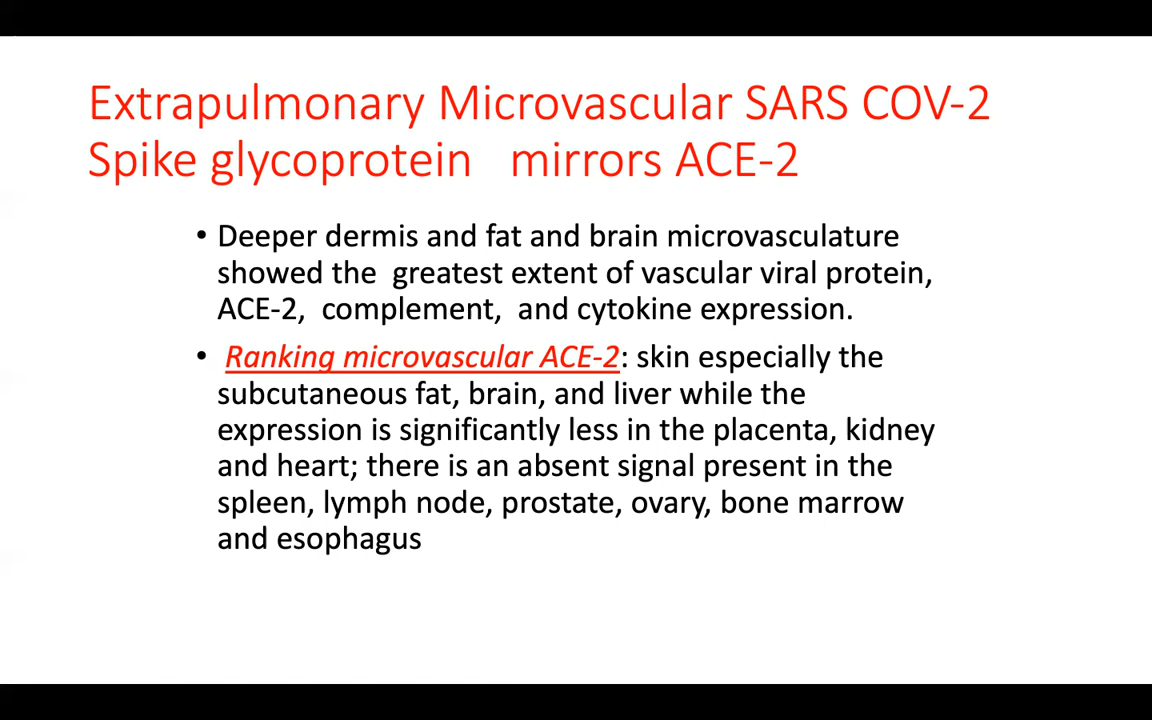 Extrapulmonary Microvascular SARS COV-2
Spike glycoprotein   mirrors ACE-2
• Deeper dermis and fat and brain microvasculature
showed the  greatest extent of vascular viral protein,
ACE-2,  complement,  and cytokine expression.
•  Ranking microvascular ACE-2: skin especially the
subcutaneous fat, brain, and liver while the
expression is significantly less in the placenta, kidney
and heart; there is an absent signal present in the
spleen, lymph node, prostate, ovary, bone marrow
and esophagus